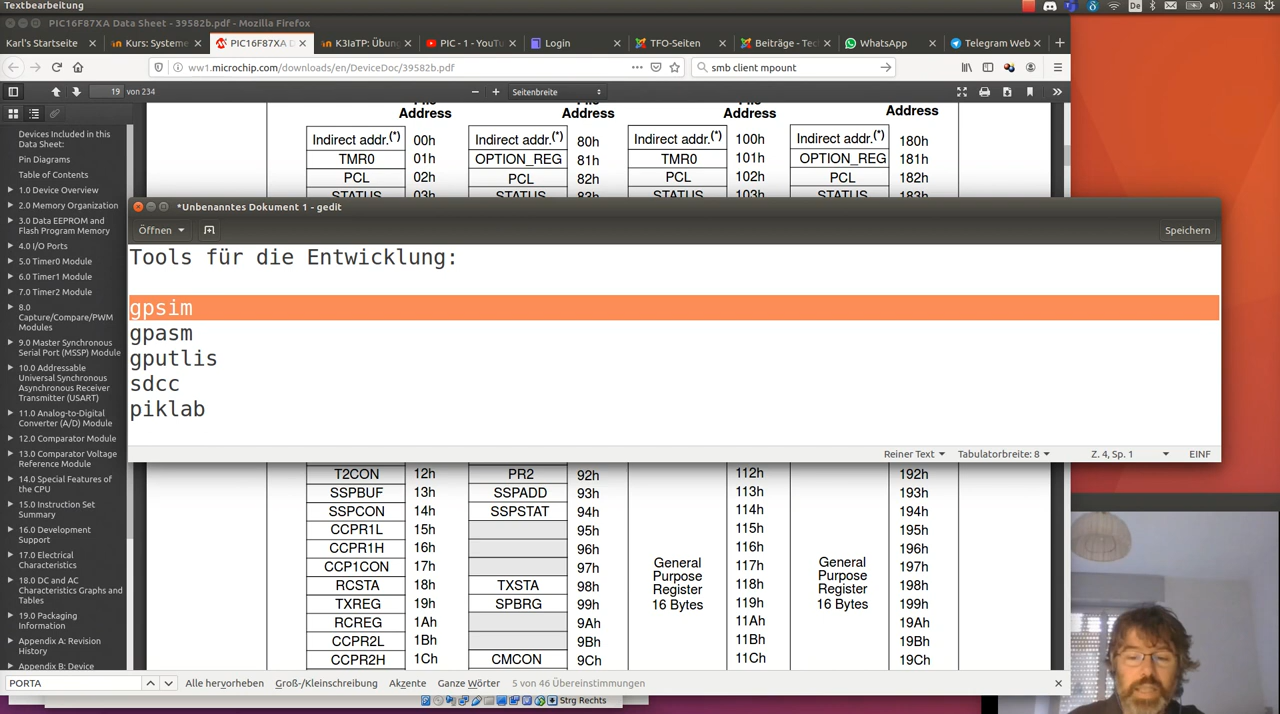 Textbearbeitung De 13:48
PIC16F87XA Data Sheet - 39582b.pdf - Mozilla Firefox
Karl's Startseite Kurs: Systeme PIC16F87XA D K3IaTP: Übun PIC - 1 - YouTu Login TFO-Seiten Beiträge - Tec WhatsApp Telegram Web
ww1.microchip.com/downloads/en/DeviceDoc/39582b.pdf smb client mpount
19 von 234 Seitenbreite
Devices Included in this
Data Sheet:
Pin Diagrams
Table of Contents
1.0 Device Overview
2.0 Memory Organization
3.0 Data EEPROM and
Flash Program Memory
4.0 I/O Ports
5.0 Timer0 Module
6.0 Timer1 Module
7.0 Timer2 Module
8.0
Capture/Compare/PWM
Modules
9.0 Master Synchronous
Serial Port (MSSP) Module
10.0 Addressable
Universal Synchronous
Asynchronous Receiver
Transmitter (USART)
11.0 Analog-to-Digital
Converter (A/D) Module
12.0 Comparator Module
13.0 Comparator Voltage
Reference Module
14.0 Special Features of
the CPU
15.0 Instruction Set
Summary
16.0 Development
Support
17.0 Electrical
Characteristics
18.0 DC and AC
Characteristics Graphs and
Tables
19.0 Packaging
Information
Appendix A: Revision
History
Appendix B: Device
Address Address Address Address
Indirect addr.(*) 00h Indirect addr.(*) 80h Indirect addr.(*) 100h Indirect addr.(*) 180h
TMR0 01h OPTION_REG 81h TMR0 101h OPTION_REG 181h
PCL 02h PCL 82h PCL 102h PCL 182h
STATUS 03h STATUS 83h STATUS 103h STATUS 183h
*Unbenanntes Dokument 1 - gedit
Öffnen Speichern
Tools für die Entwicklung:
gpsim
gpasm
gputlis
sdcc
piklab
Reiner Text Tabulatorbreite: 8 Z. 4, Sp. 1 EINF
T2CON 12h PR2 92h 112h 192h
SSPBUF 13h SSPADD 93h 113h 193h
SSPCON 14h SSPSTAT 94h 114h 194h
CCPR1L 15h 95h 115h 195h
CCPR1H 16h 96h 116h 196h
CCP1CON 17h 97h General 117h General 197h
RCSTA 18h TXSTA 98h Purpose 118h Purpose 198h
TXREG 19h SPBRG 99h Register 119h Register 199h
RCREG 1Ah 9Ah 16 Bytes 11Ah 16 Bytes 19Ah
CCPR2L 1Bh 9Bh 11Bh 19Bh
CCPR2H 1Ch CMCON 9Ch 11Ch 19Ch
PORTA Alle hervorheben Groß-/Kleinschreibung Akzente Ganze Wörter 5 von 46 Übereinstimmungen
Strg Rechts